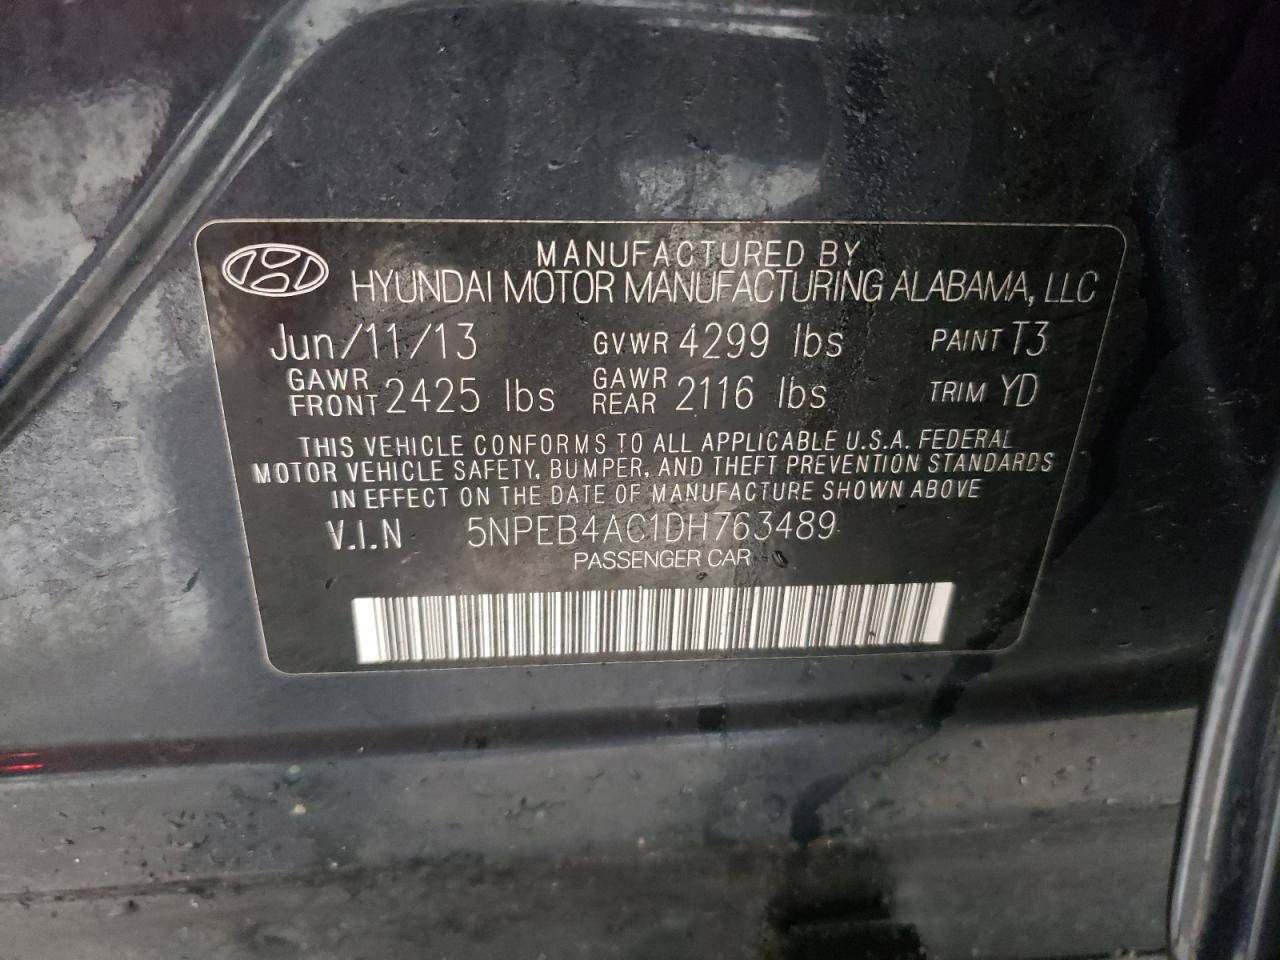 MANUFACTURED BY
HYUNDAI MOTOR MANUFACTURING ALABAMA, LLC
Jun/11/13 GVWR 4299 lbs PAINT T3
GAWR FRONT 2425 lbs GAWR REAR 2116 lbs TRIM YD
THIS VEHICLE CONFORMS TO ALL APPLICABLE U.S.A. FEDERAL
MOTOR VEHICLE SAFETY, BUMPER, AND THEFT PREVENTION STANDARDS
IN EFFECT ON THE DATE OF MANUFACTURE SHOWN ABOVE
V.I.N 5NPEB4AC1DH763489
PASSENGER CAR